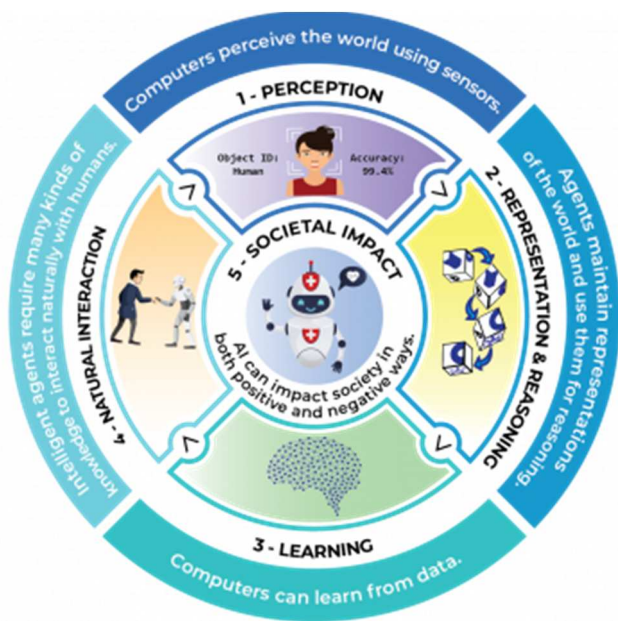 Computers perceive the world using sensors.
1 - PERCEPTION
Object ID:
Human
Accuracy:
99.4%
2 - REPRESENTATION & REASONING
Agents maintain representations
of the world and use them for reasoning.
3 - LEARNING
Computers can learn from data.
4 - NATURAL INTERACTION
Intelligent agents require many kinds of
knowledge to interact naturally with humans.
5 - SOCIETAL IMPACT
AI can impact society in
both positive and negative ways.